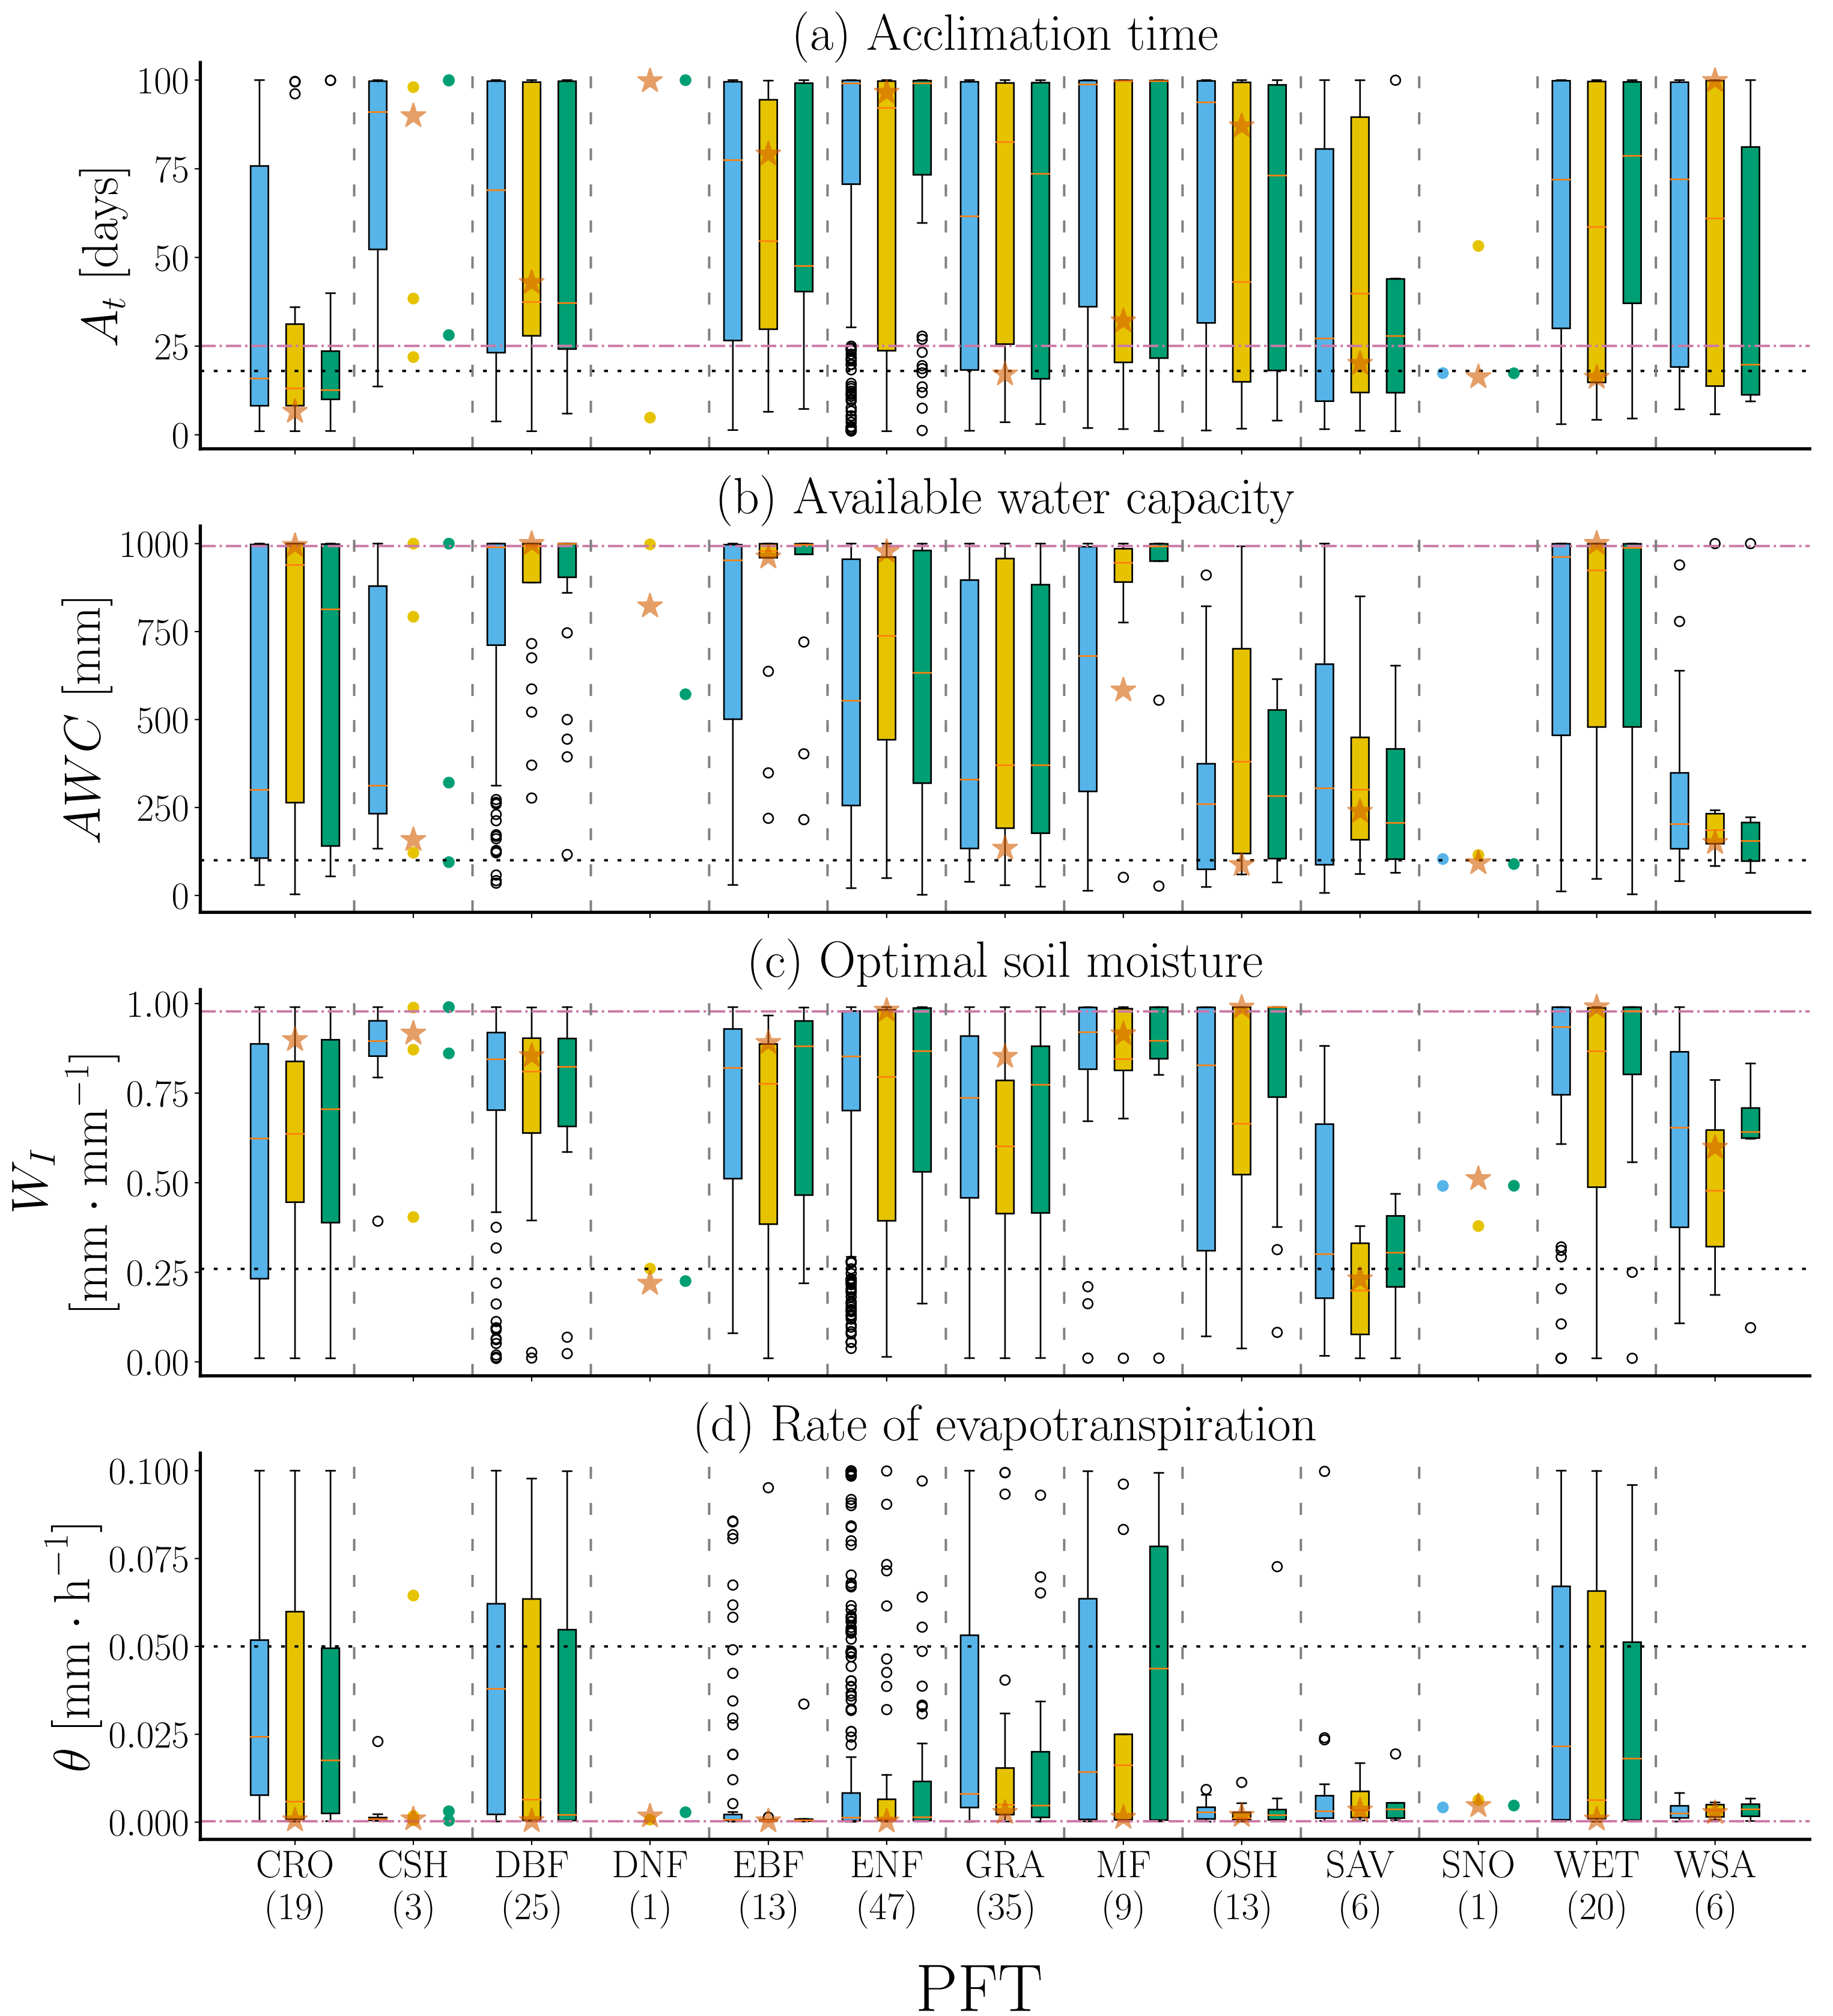 (a) Acclimation time
100
75
50
25
0
A_t [days]
(b) Available water capacity
1000
750
500
250
0
AWC [mm]
(c) Optimal soil moisture
1.00
0.75
0.50
0.25
0.00
W_I
[mm · mm⁻¹]
(d) Rate of evapotranspiration
0.100
0.075
0.050
0.025
0.000
θ [mm · h⁻¹]
CRO CSH DBF DNF EBF ENF GRA MF OSH SAV SNO WET WSA
(19) (3) (25) (1) (13) (47) (35) (9) (13) (6) (1) (20) (6)
PFT